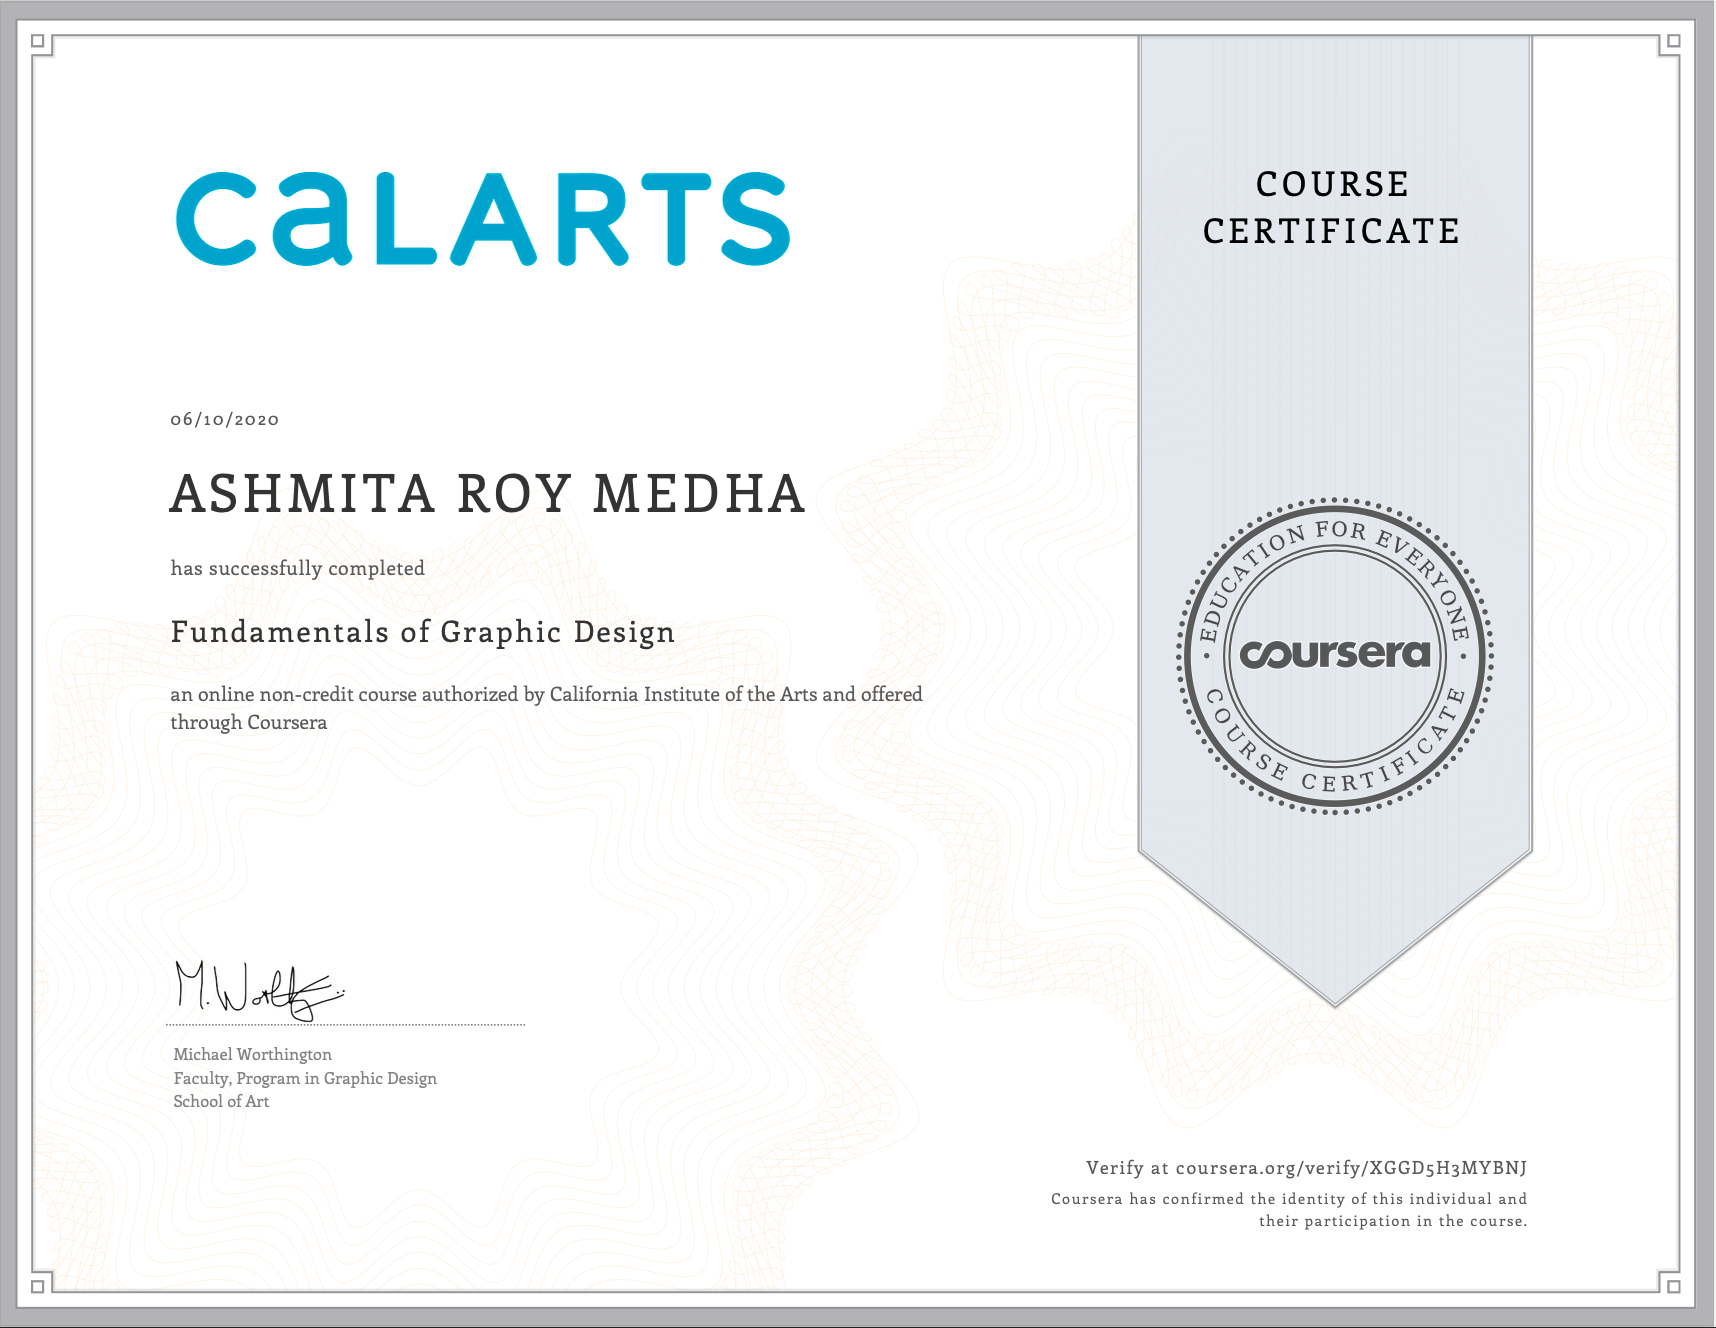 CaLARTS
COURSE
CERTIFICATE
06/10/2020
ASHMITA ROY MEDHA
has successfully completed
Fundamentals of Graphic Design
an online non-credit course authorized by California Institute of the Arts and offered
through Coursera
EDUCATION FOR EVERYONE
coursera
COURSE CERTIFICATE
M. Worthington
Michael Worthington
Faculty, Program in Graphic Design
School of Art
Verify at coursera.org/verify/XGGD5H3MYBNJ
Coursera has confirmed the identity of this individual and
their participation in the course.